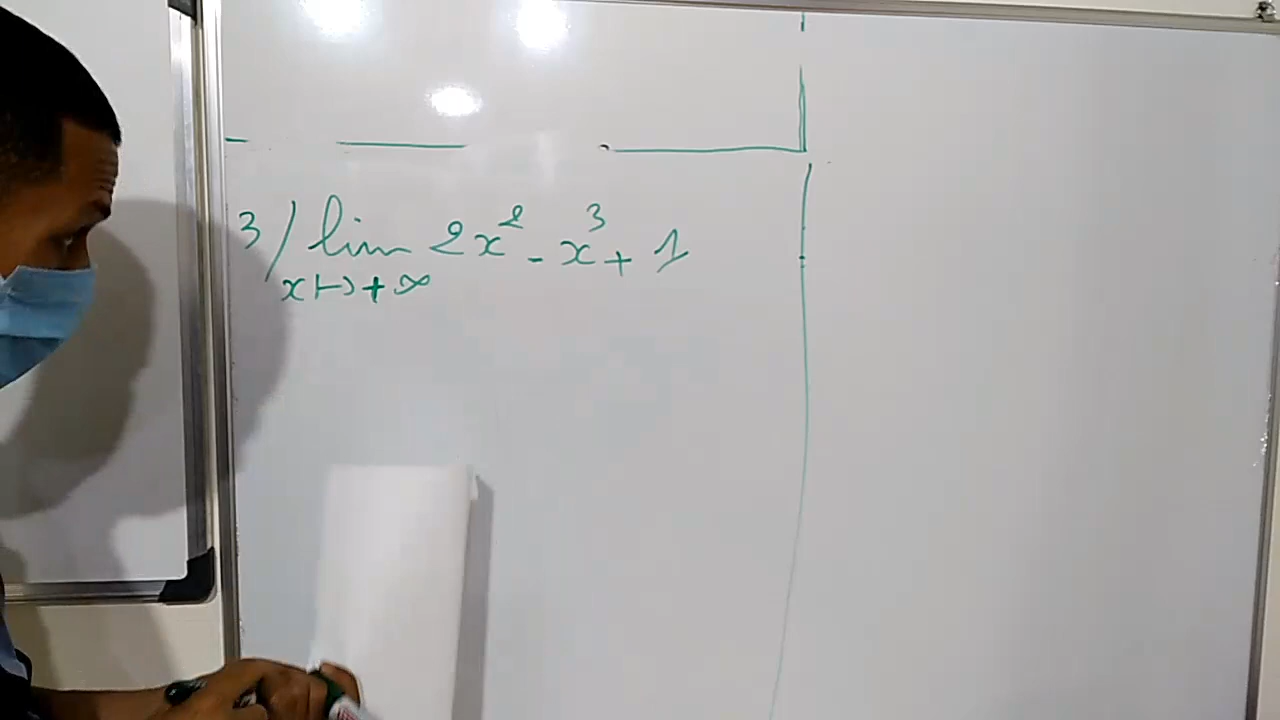 3/ lim 2x² - x³ + 1
x→+∞